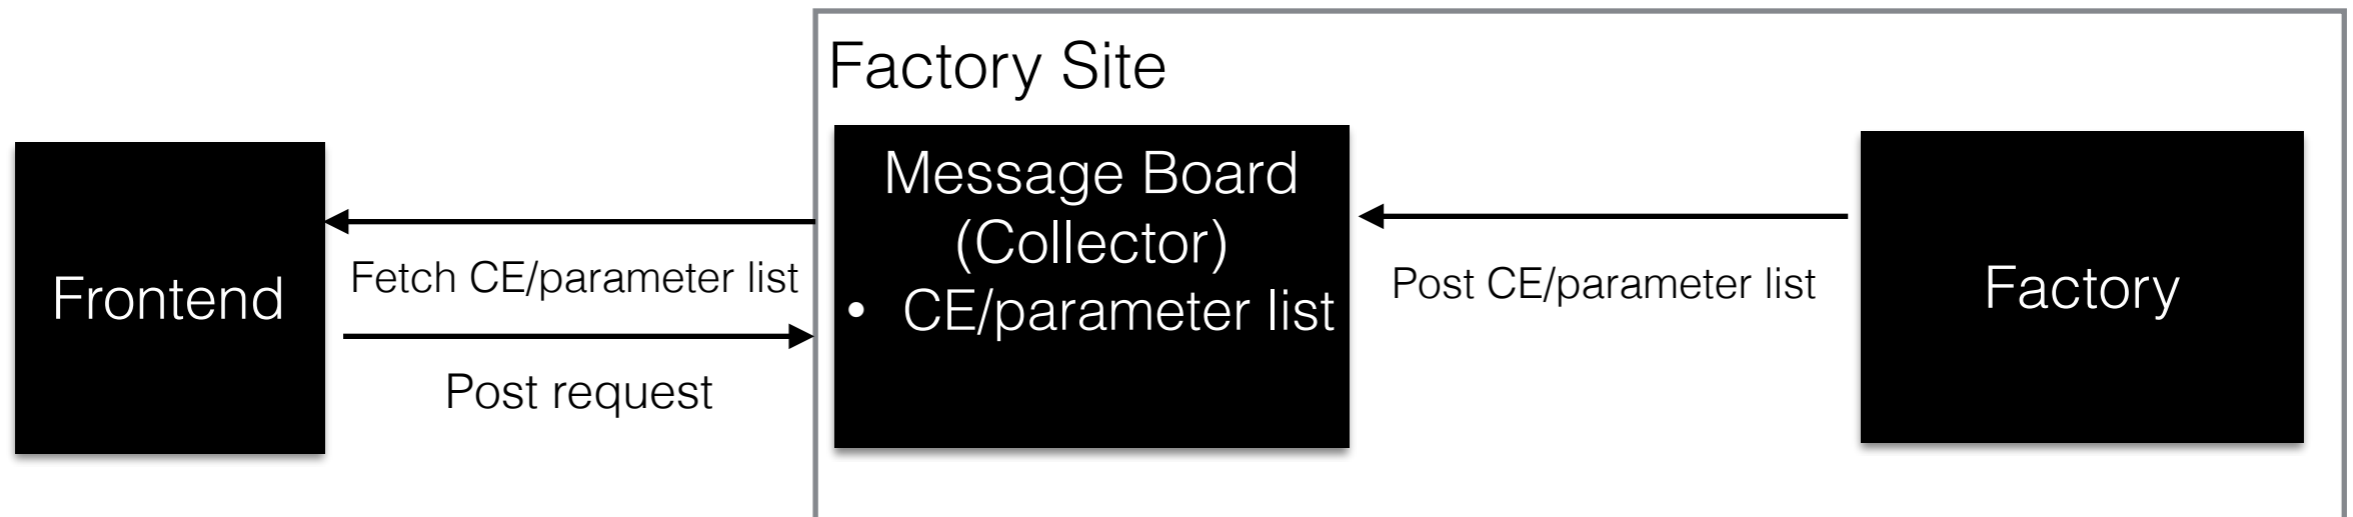 Factory Site
Frontend
Fetch CE/parameter list
Post request
Message Board
(Collector)
• CE/parameter list
Post CE/parameter list
Factory